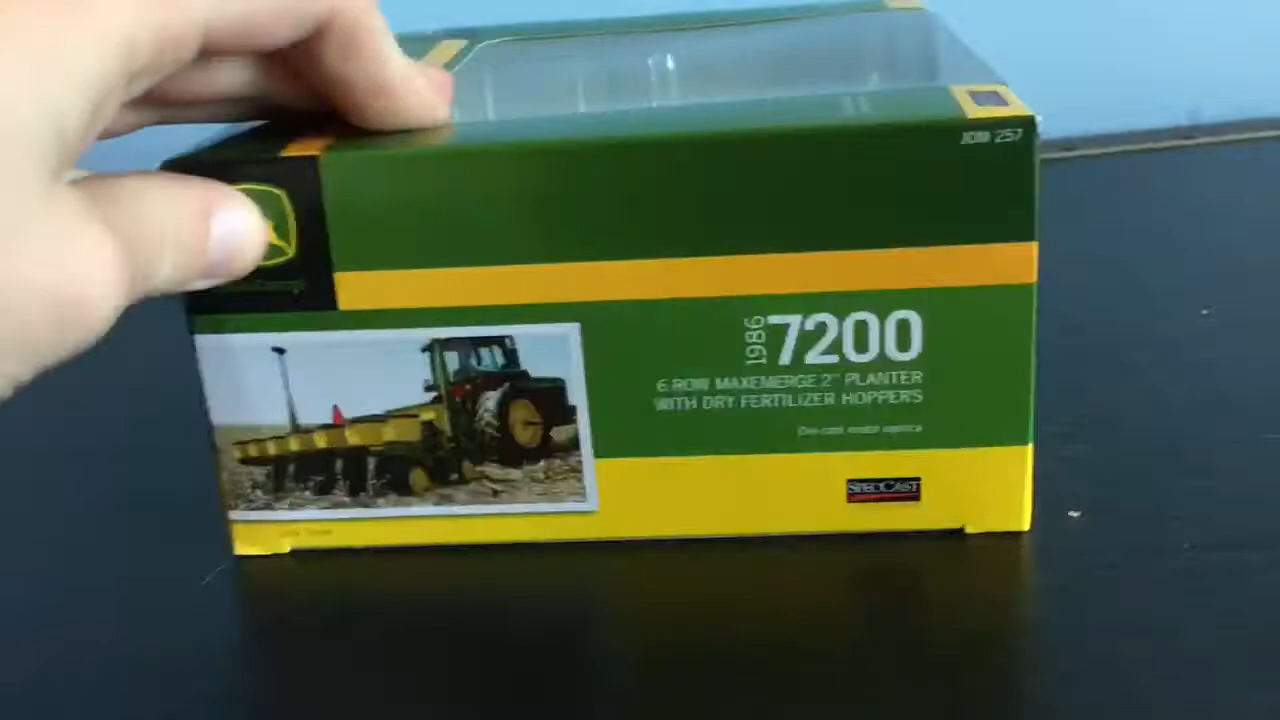 JDM 257
1986
7200
6 ROW MAXEMERGE 2™ PLANTER
WITH DRY FERTILIZER HOPPERS
Die-cast metal replica
SPECCAST